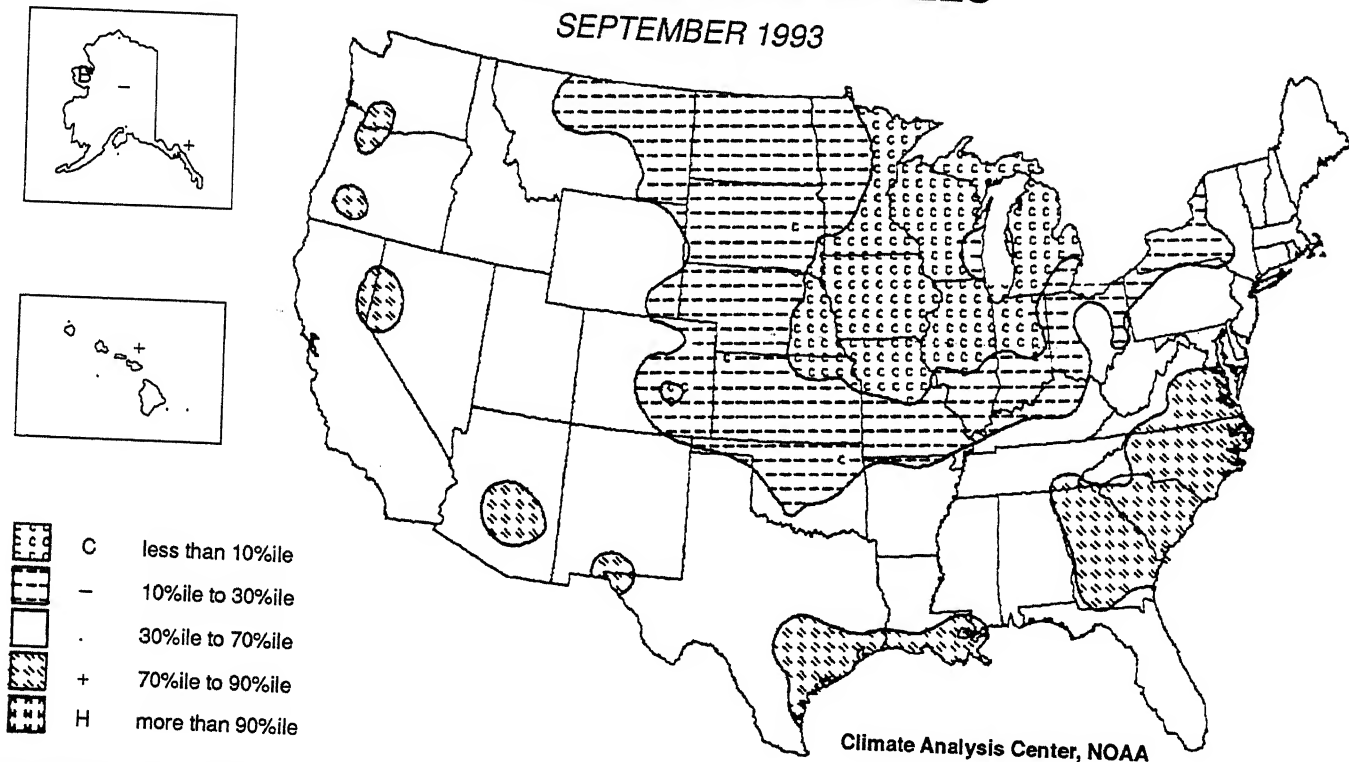 SEPTEMBER 1993
B
–
+
+
C less than 10%ile
– 10%ile to 30%ile
. 30%ile to 70%ile
+ 70%ile to 90%ile
H more than 90%ile
Climate Analysis Center, NOAA